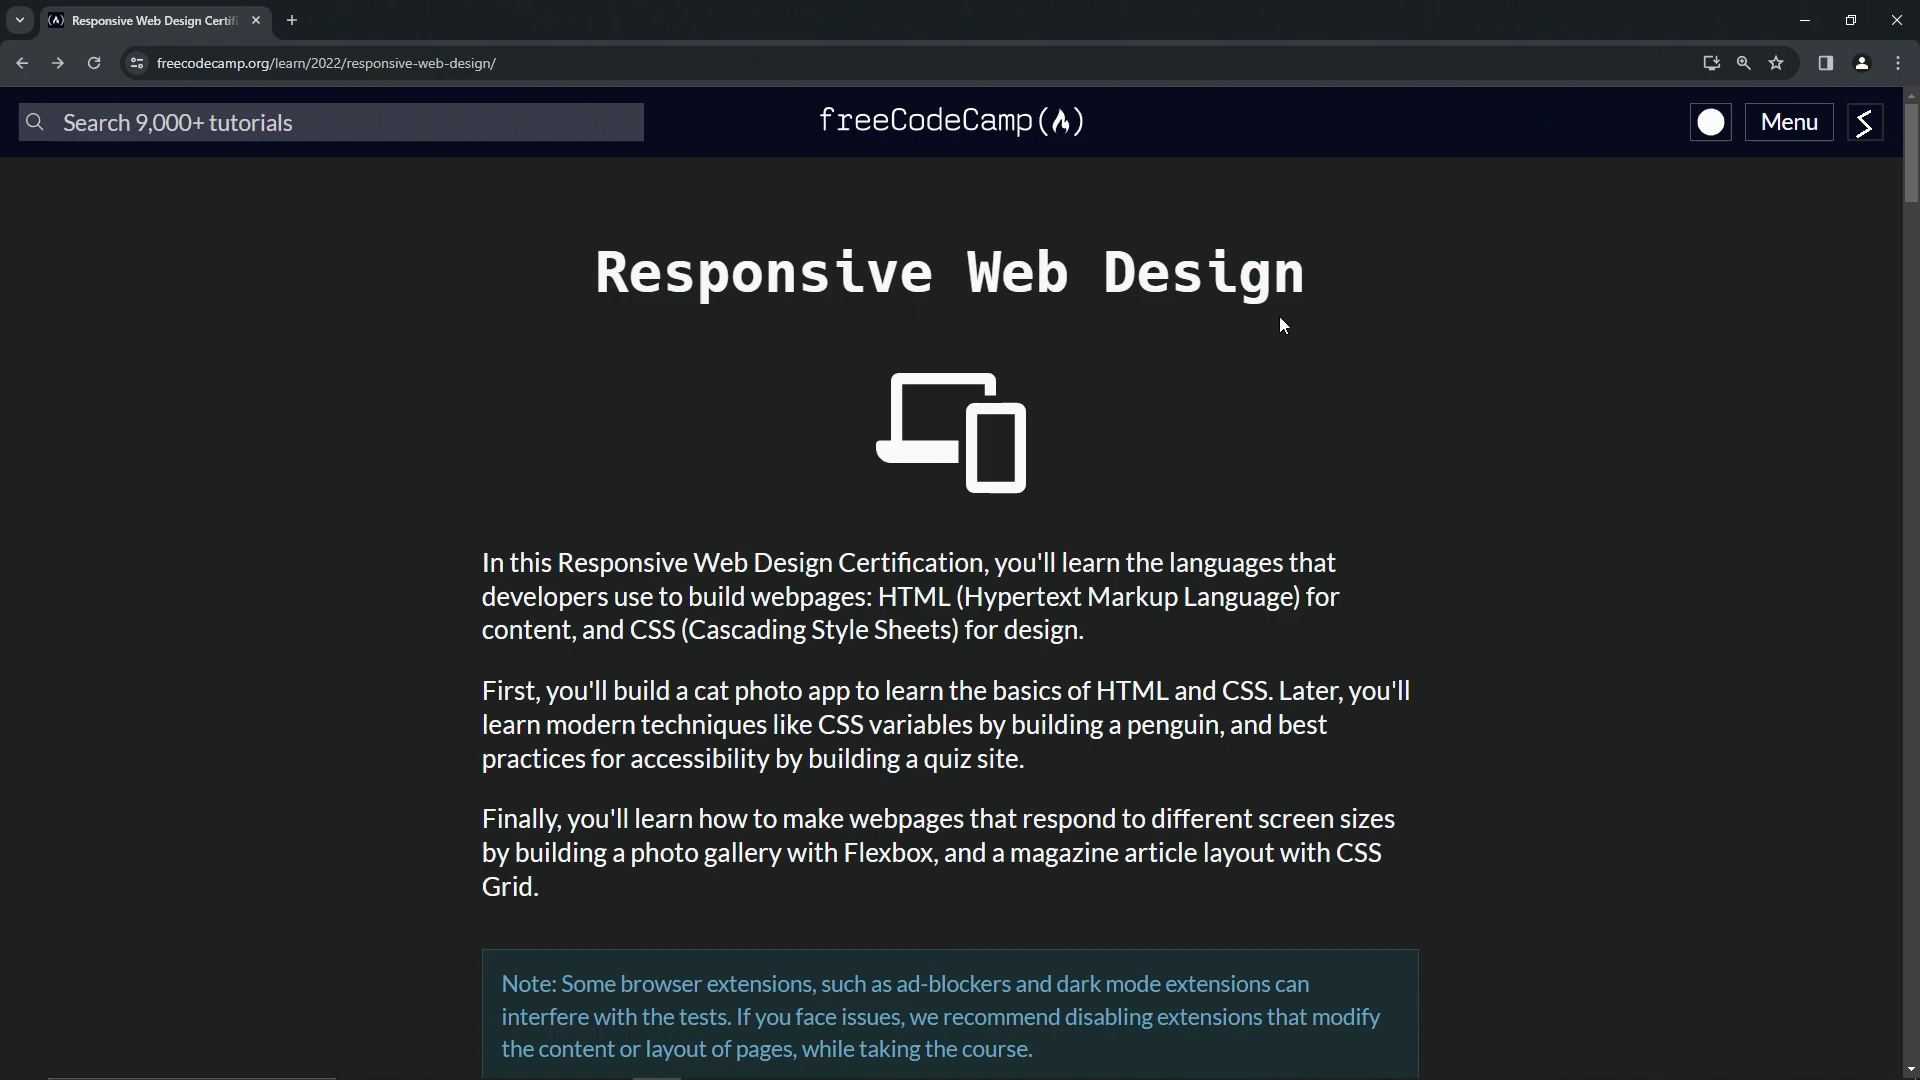 Responsive Web Design Certifi
freecodecamp.org/learn/2022/responsive-web-design/
Search 9,000+ tutorials
freeCodeCamp
Menu
Responsive Web Design
In this Responsive Web Design Certification, you'll learn the languages that
developers use to build webpages: HTML (Hypertext Markup Language) for
content, and CSS (Cascading Style Sheets) for design.
First, you'll build a cat photo app to learn the basics of HTML and CSS. Later, you'll
learn modern techniques like CSS variables by building a penguin, and best
practices for accessibility by building a quiz site.
Finally, you'll learn how to make webpages that respond to different screen sizes
by building a photo gallery with Flexbox, and a magazine article layout with CSS
Grid.
Note: Some browser extensions, such as ad-blockers and dark mode extensions can
interfere with the tests. If you face issues, we recommend disabling extensions that modify
the content or layout of pages, while taking the course.